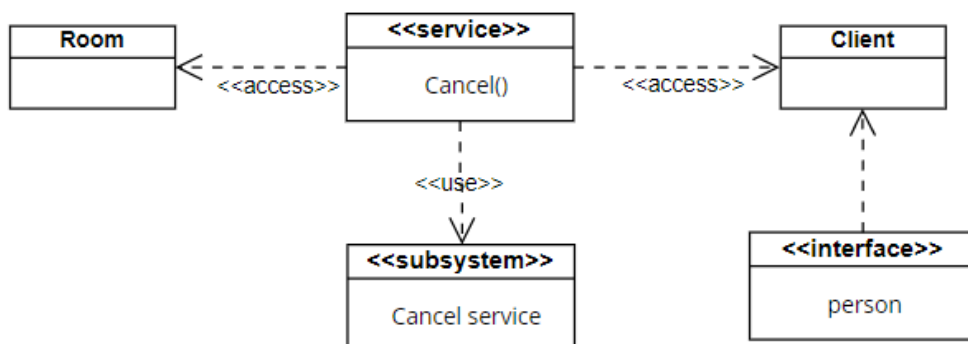 Room
<<service>>
Client
<<access>>
Cancel()
<<access>>
<<use>>
<<subsystem>>
Cancel service
<<interface>>
person